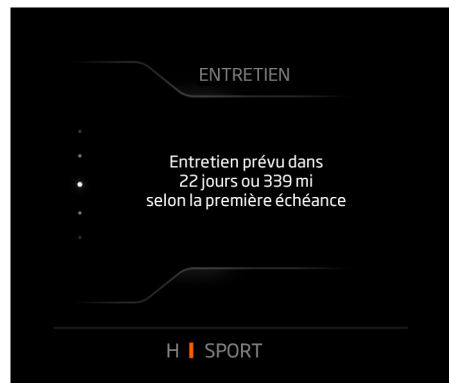 ENTRETIEN
Entretien prévu dans
22 jours ou 339 mi
selon la première échéance
H SPORT